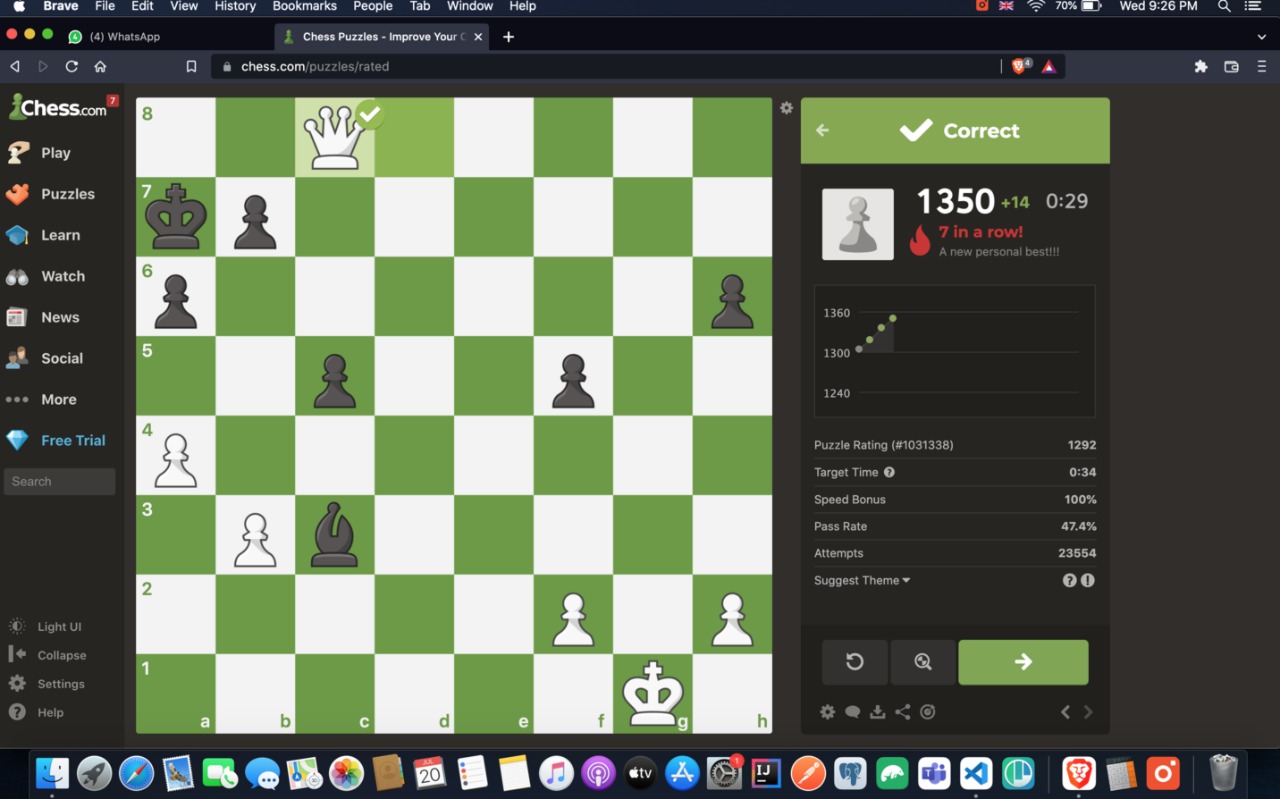 Brave File Edit View History Bookmarks People Tab Window Help 70% Wed 9:26 PM
(4) WhatsApp Chess Puzzles - Improve Your C
chess.com/puzzles/rated 4
Chess.com 7
Play
Puzzles
Learn
Watch
News
Social
More
Free Trial
Search
Light UI
Collapse
Settings
Help
8
7
6
5
4
3
2
1
a b c d e f g h
Correct
1350 +14 0:29
7 in a row!
A new personal best!!!
1360
1300
1240
Puzzle Rating (#1031338) 1292
Target Time ? 0:34
Speed Bonus 100%
Pass Rate 47.4%
Attempts 23554
Suggest Theme ? !
JUL
20
tv
1
IJ